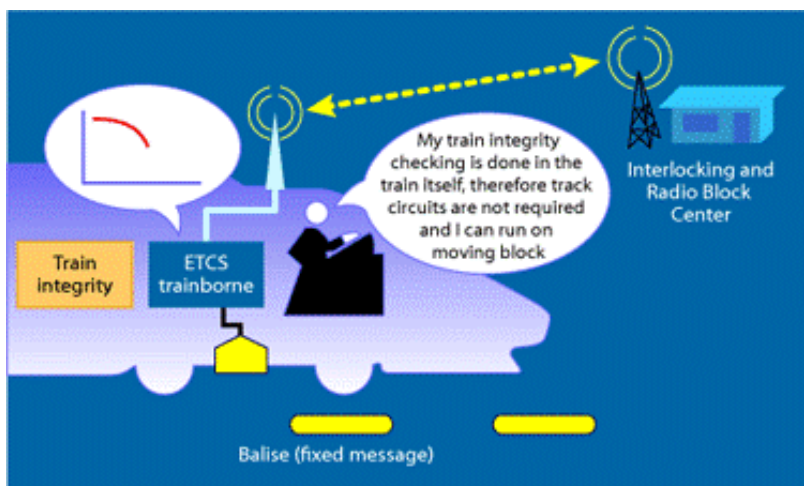 My train integrity
checking is done in the
train itself, therefore track
circuits are not required
and I can run on
moving block
Interlocking and
Radio Block
Center
Train
integrity
ETCS
trainborne
Balise (fixed message)